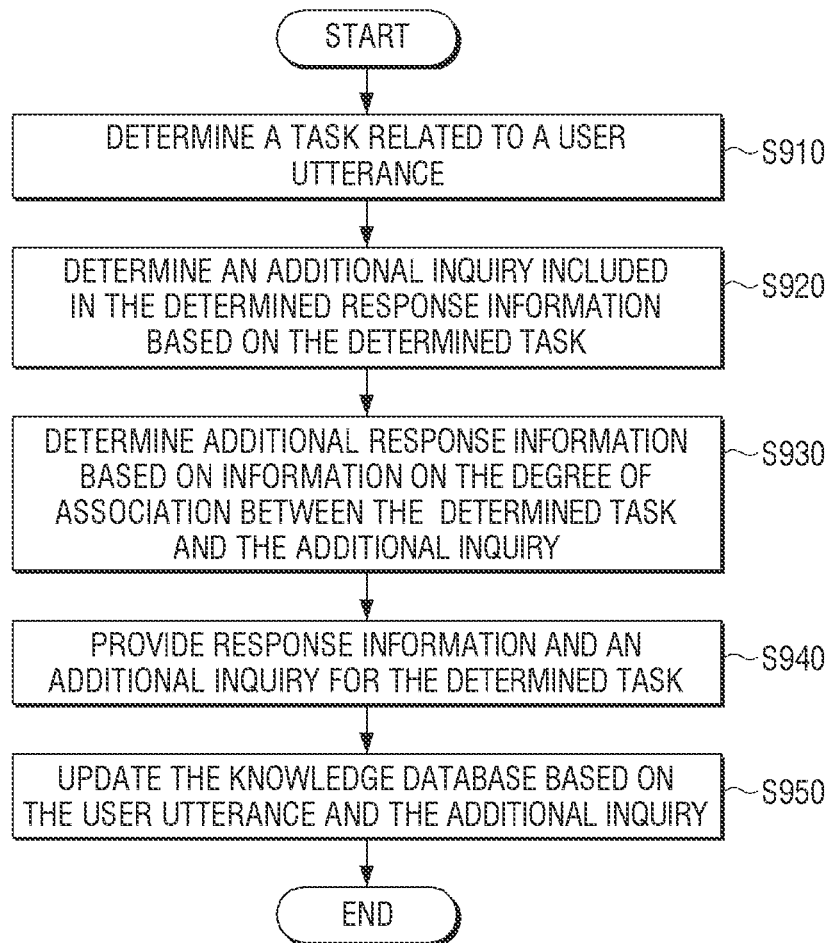 START
DETERMINE A TASK RELATED TO A USER
UTTERANCE
S910
DETERMINE AN ADDITIONAL INQUIRY INCLUDED
IN THE DETERMINED RESPONSE INFORMATION
BASED ON THE DETERMINED TASK
S920
DETERMINE ADDITIONAL RESPONSE INFORMATION
BASED ON INFORMATION ON THE DEGREE OF
ASSOCIATION BETWEEN THE DETERMINED TASK
AND THE ADDITIONAL INQUIRY
S930
PROVIDE RESPONSE INFORMATION AND AN
ADDITIONAL INQUIRY FOR THE DETERMINED TASK
S940
UPDATE THE KNOWLEDGE DATABASE BASED ON
THE USER UTTERANCE AND THE ADDITIONAL INQUIRY
S950
END